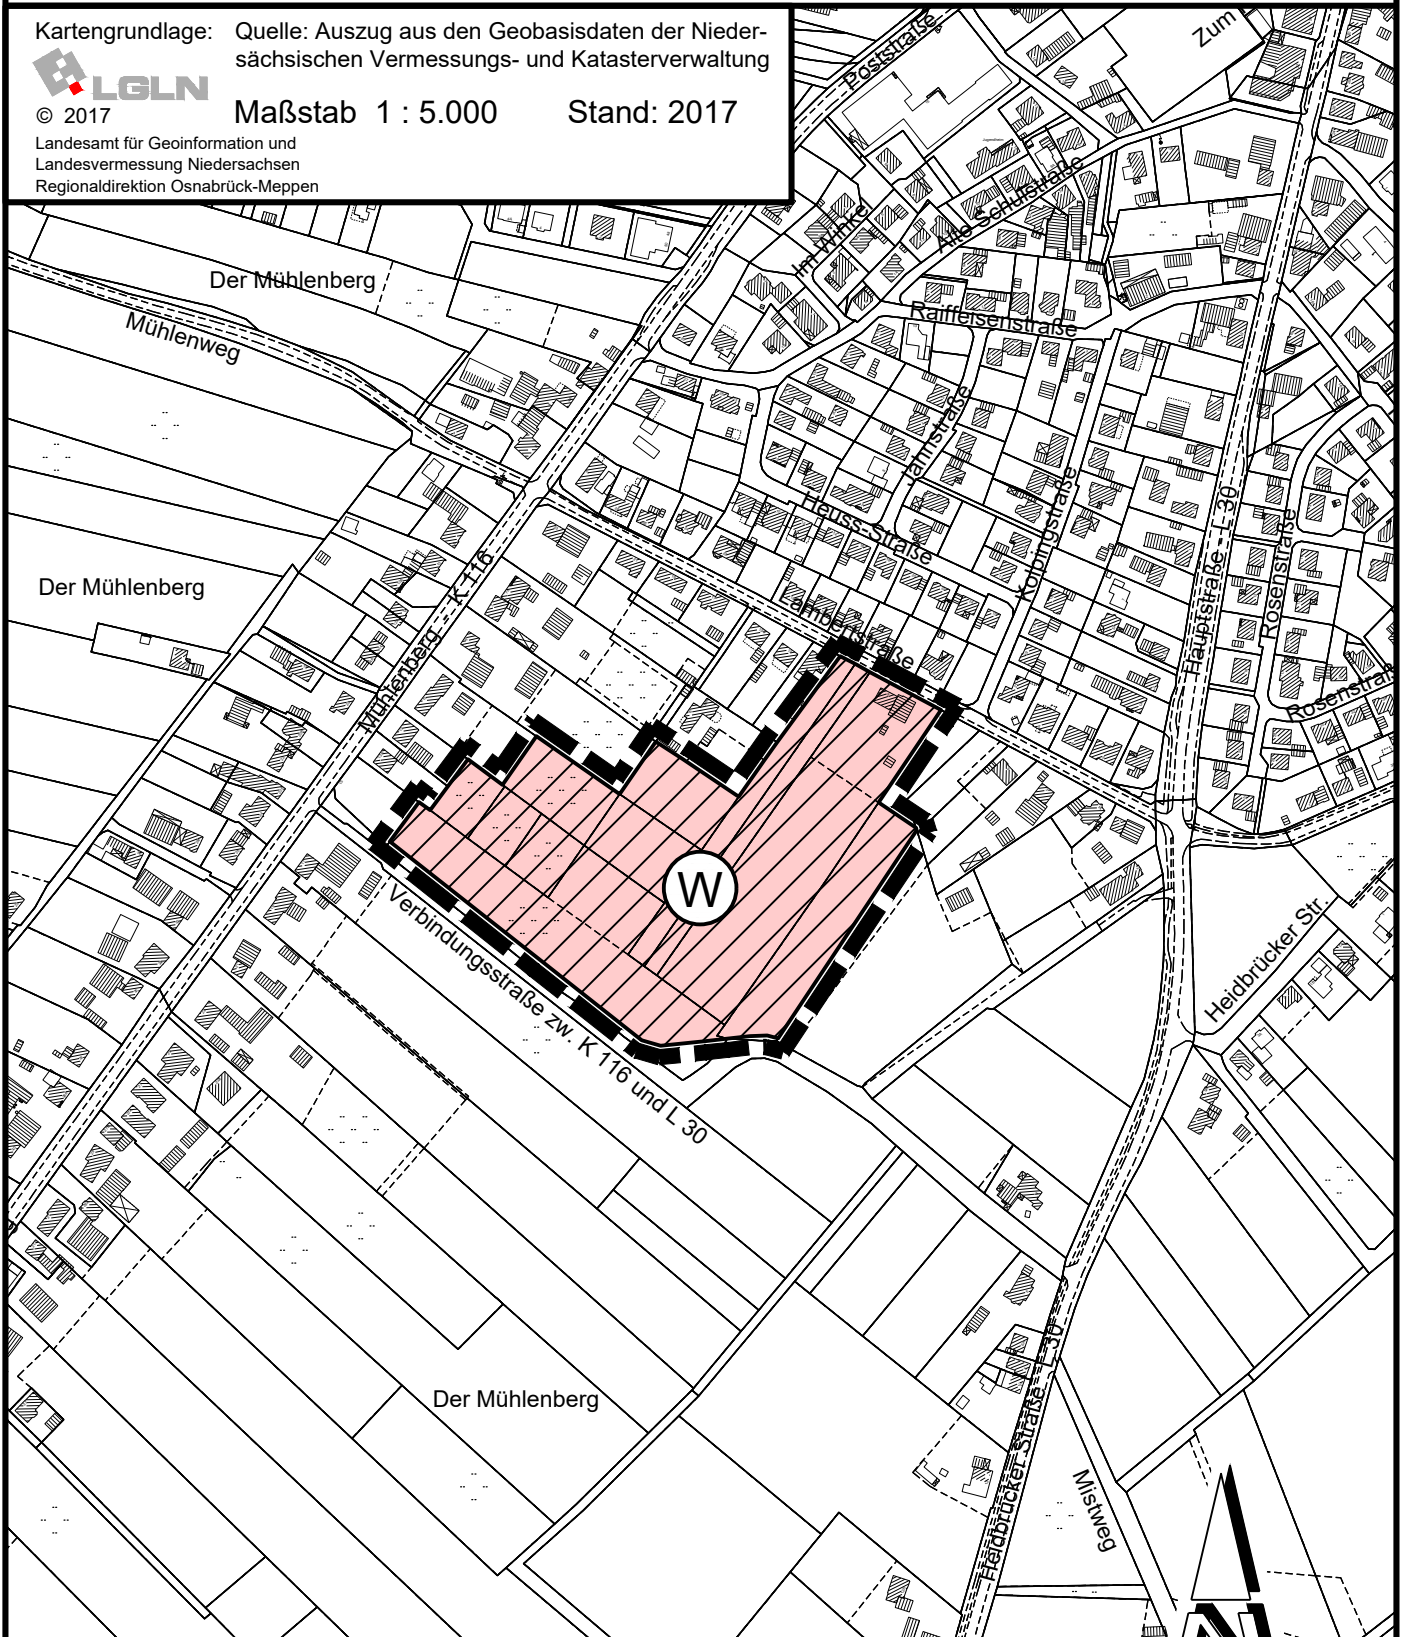 Kartengrundlage: Quelle: Auszug aus den Geobasisdaten der Nieder-
sächsischen Vermessungs- und Katasterverwaltung
LGLN
© 2017 Maßstab 1 : 5.000 Stand: 2017
Landesamt für Geoinformation und
Landesvermessung Niedersachsen
Regionaldirektion Osnabrück-Meppen
Poststraße
Zum
Alte Schulstraße
Im Winkel
Der Mühlenberg
Mühlenweg
Raiffeisenstraße
Jahnstraße
Heuss-Straße
Kolpingstraße
Hauptstraße - L 30
Rosenstraße
Der Mühlenberg
Mühlenberg K 116
Lambertstraße
Rosenstraß
W
Verbindungsstraße zw. K 116 und L 30
Heidbrücker Str.
Der Mühlenberg
Heidbrücker Straße L 30
Mistweg
N